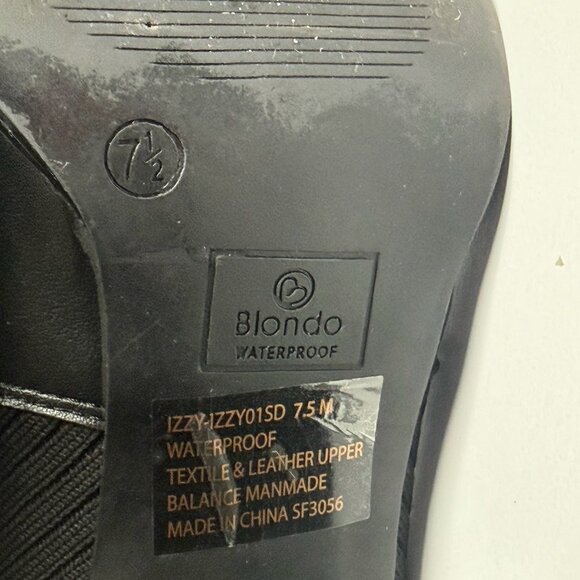 7½
Blondo
WATERPROOF
IZZY-IZZY01SD 7.5 M
WATERPROOF
TEXTILE & LEATHER UPPER
BALANCE MANMADE
MADE IN CHINA SF3056